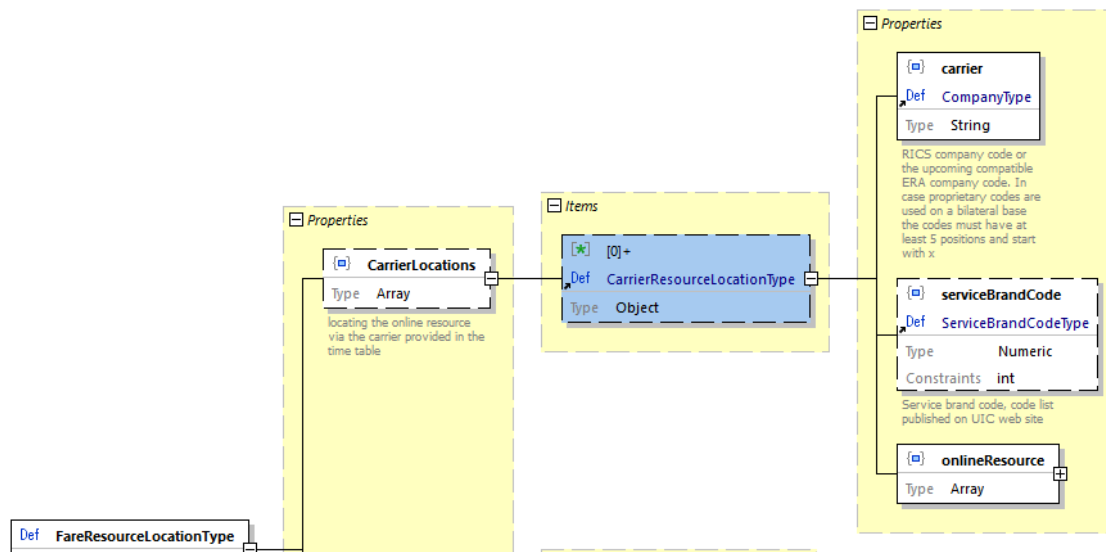 Properties
carrier
Def CompanyType
Type String
RICS company code or
the upcoming compatible
ERA company code. In
case proprietary codes are
used on a bilateral base
the codes must have at
least 5 positions and start
with x
Properties
CarrierLocations
Type Array
locating the online resource
via the carrier provided in the
time table
Items
[*] [0]+
Def CarrierResourceLocationType
Type Object
serviceBrandCode
Def ServiceBrandCodeType
Type Numeric
Constraints int
Service brand code, code list
published on UIC web site
onlineResource
Type Array
Def FareResourceLocationType